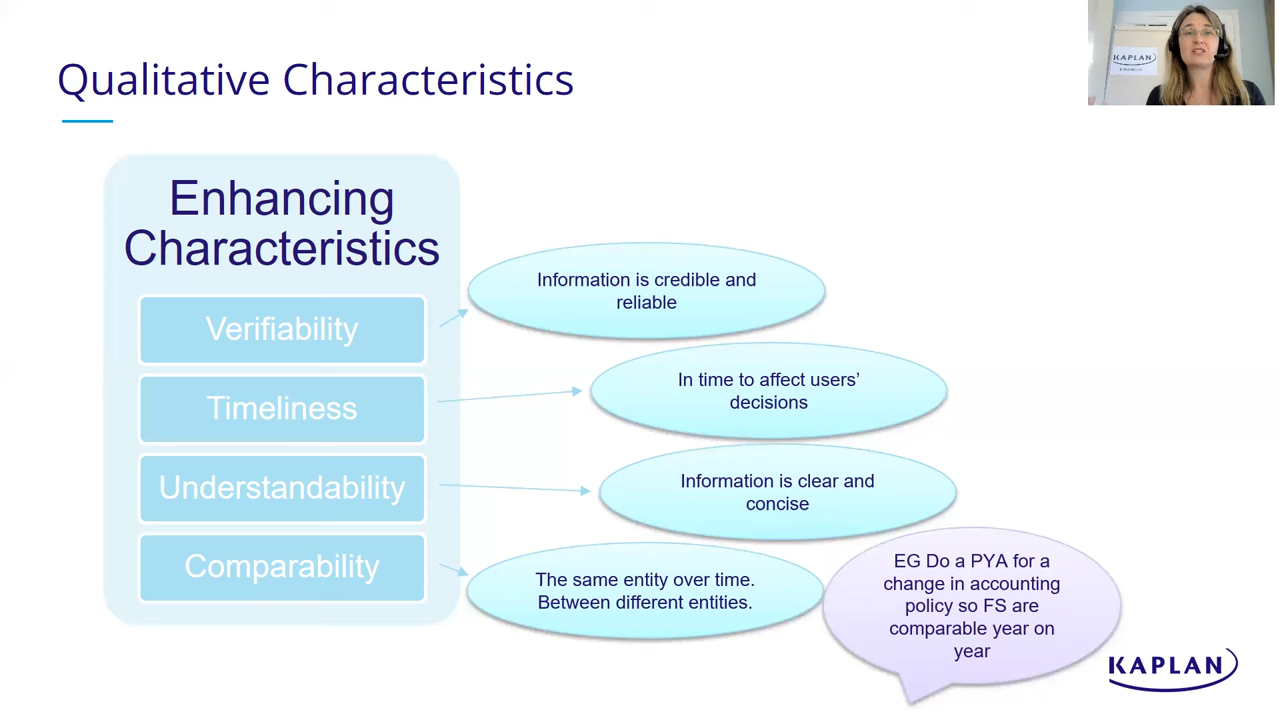 Qualitative Characteristics
KAPLAN
Enhancing
Characteristics
Verifiability
Information is credible and
reliable
Timeliness
In time to affect users’
decisions
Understandability
Information is clear and
concise
Comparability
The same entity over time.
Between different entities.
EG Do a PYA for a
change in accounting
policy so FS are
comparable year on
year
KAPLAN